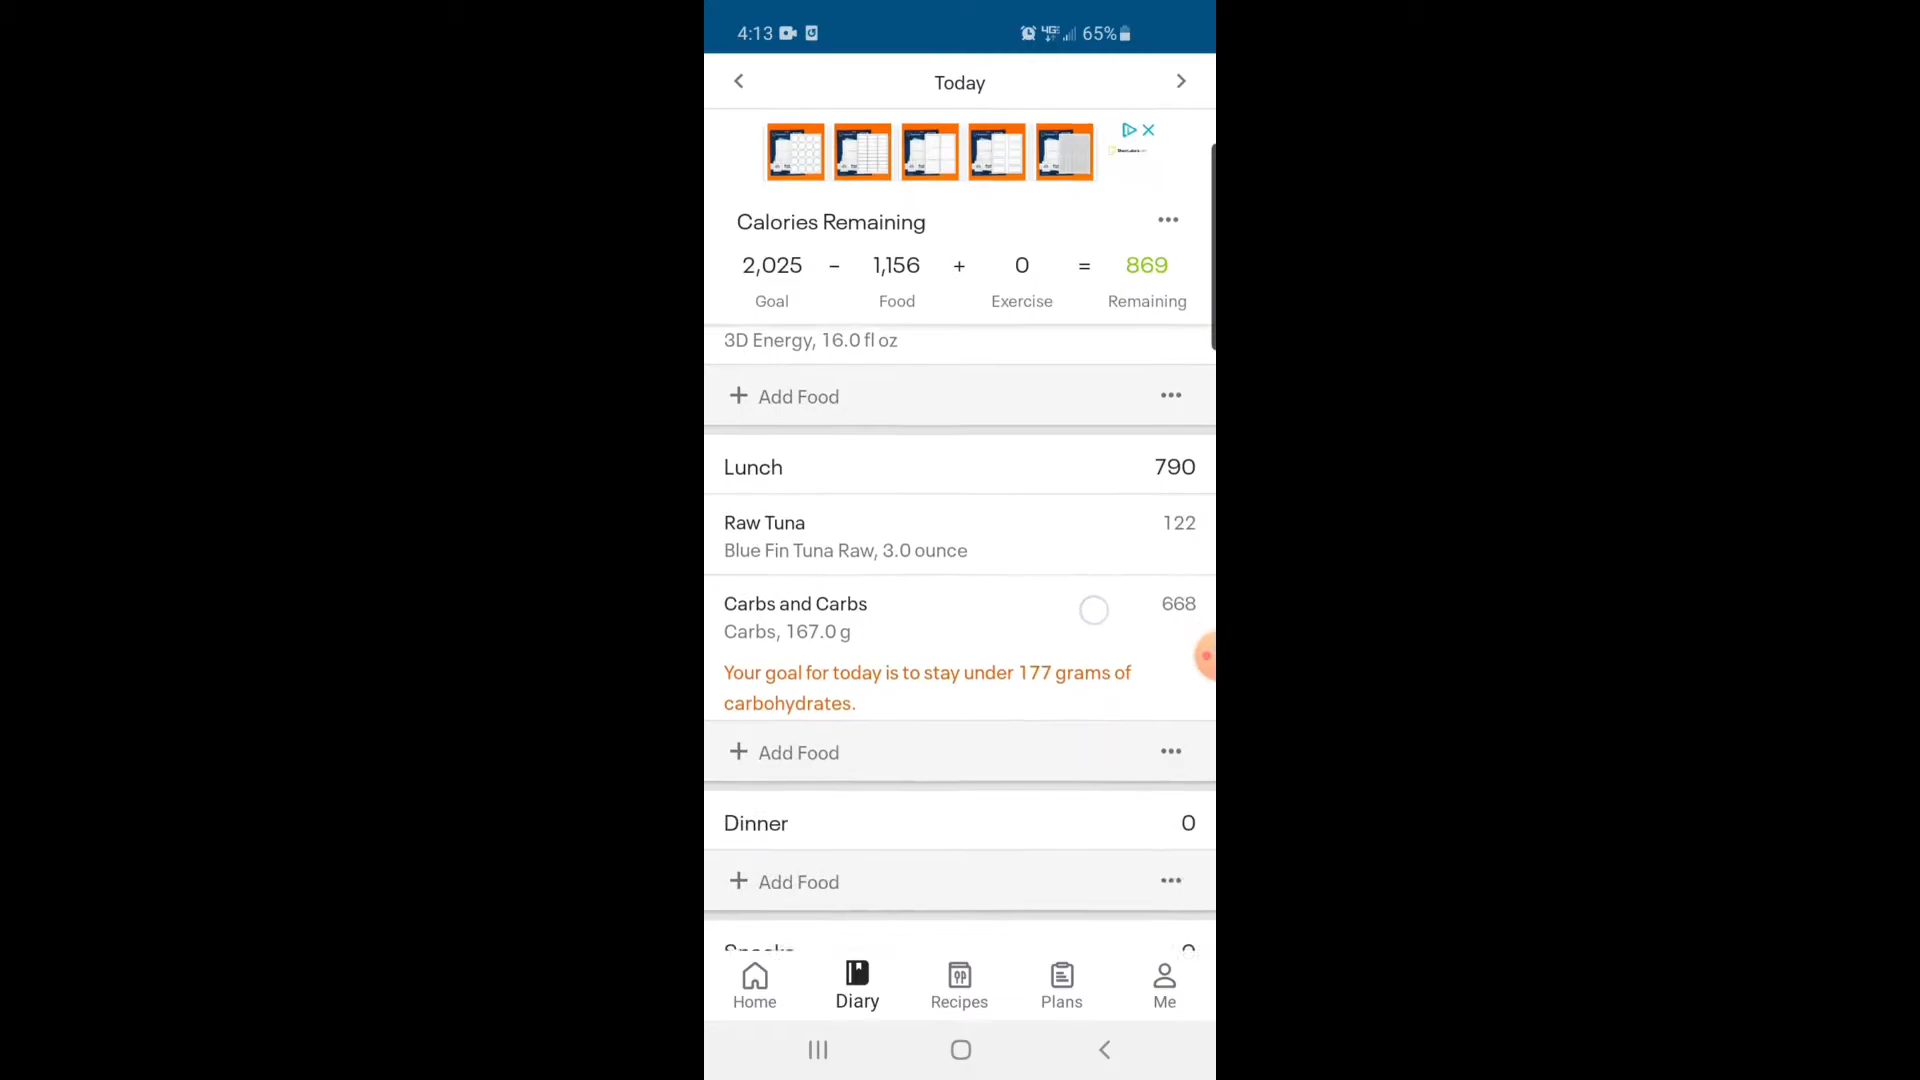 4:13 65%
Today
Calories Remaining
2,025 - 1,156 + 0 = 869
Goal Food Exercise Remaining
3D Energy, 16.0 fl oz
+ Add Food
Lunch 790
Raw Tuna 122
Blue Fin Tuna Raw, 3.0 ounce
Carbs and Carbs 668
Carbs, 167.0 g
Your goal for today is to stay under 177 grams of
carbohydrates.
+ Add Food
Dinner 0
+ Add Food
Home Diary Recipes Plans Me